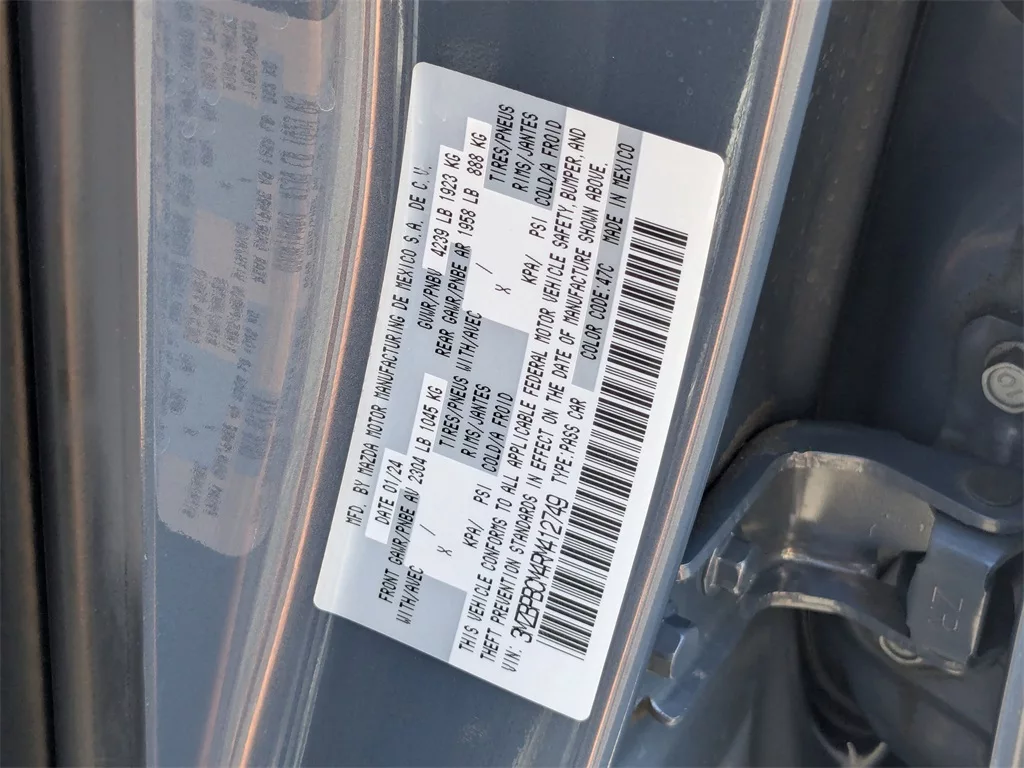 MFD. BY MAZDA MOTOR MANUFACTURING DE MEXICO S.A. DE C.V.
DATE 01/24 GVWR/PNBV 4239 LB 1923 KG
FRONT GAWR/PNBE AV 2204 LB 1045 KG REAR GAWR/PNBE AR 1958 LB 888 KG
WITH/AVEC TIRES/PNEUS WITH/AVEC TIRES/PNEUS
X / RIMS/JANTES X / RIMS/JANTES
KPA/ PSI COLD/A FROID KPA/ PSI COLD/A FROID
THIS VEHICLE CONFORMS TO ALL APPLICABLE FEDERAL MOTOR VEHICLE SAFETY, BUMPER, AND
THEFT PREVENTION STANDARDS IN EFFECT ON THE DATE OF MANUFACTURE SHOWN ABOVE.
VIN: 3MZBPBCM4RM412749 TYPE:PASS CAR COLOR CODE:47C MADE IN MEXICO
ZR